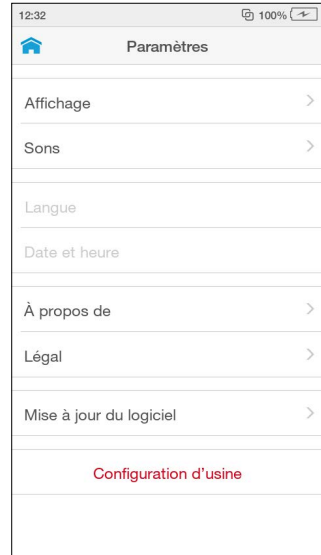 12:32 100%
Paramètres
Affichage
Sons
Langue
Date et heure
À propos de
Légal
Mise à jour du logiciel
Configuration d'usine